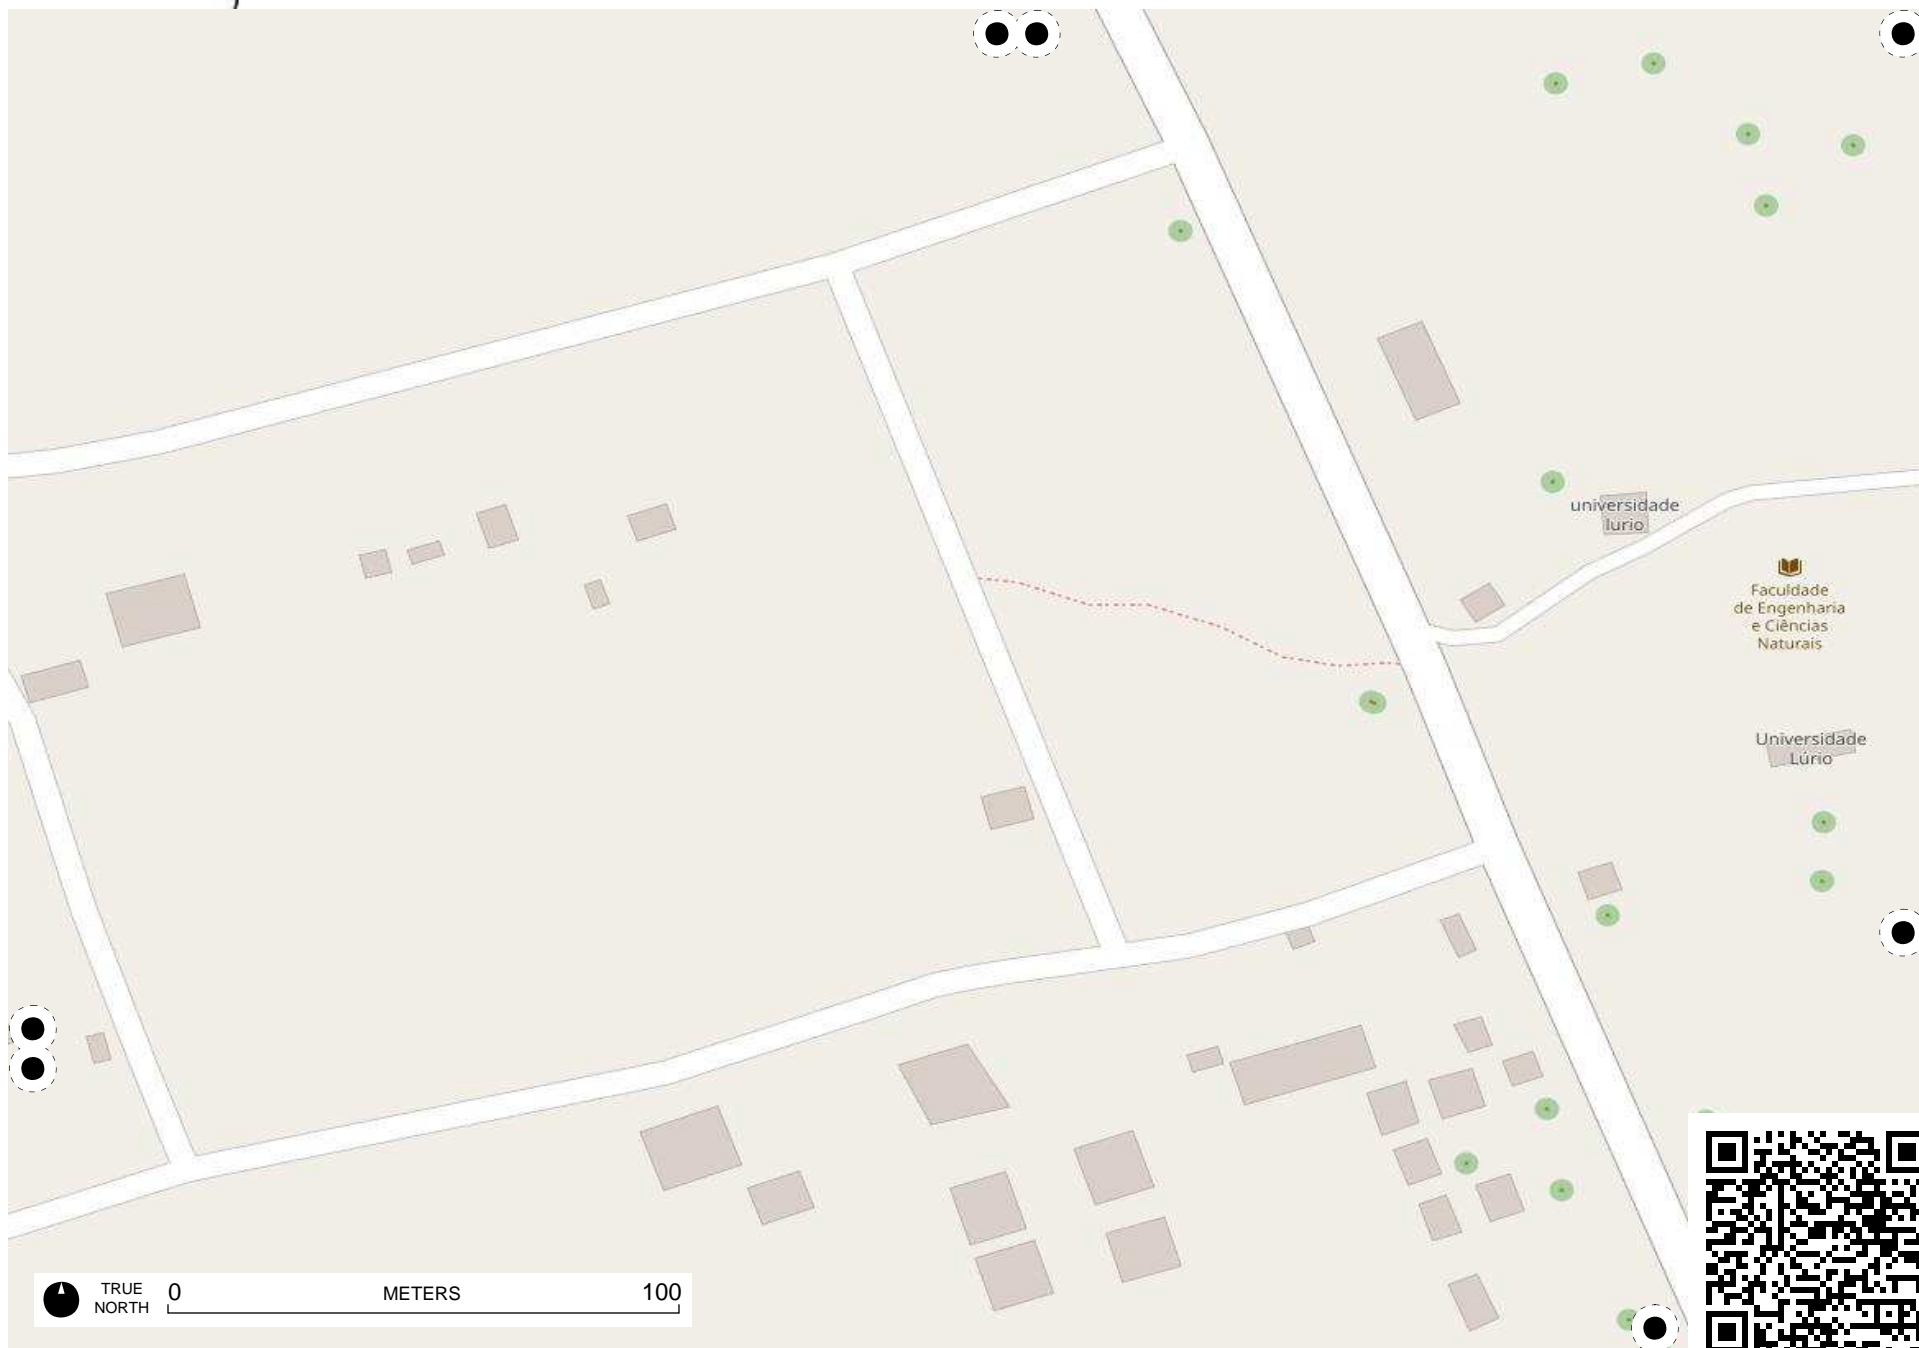 universidade
lurio
Faculdade
de Engenharia
e Ciências
Naturais
Universidade
Lúrio
TRUE
NORTH
0 METERS 100